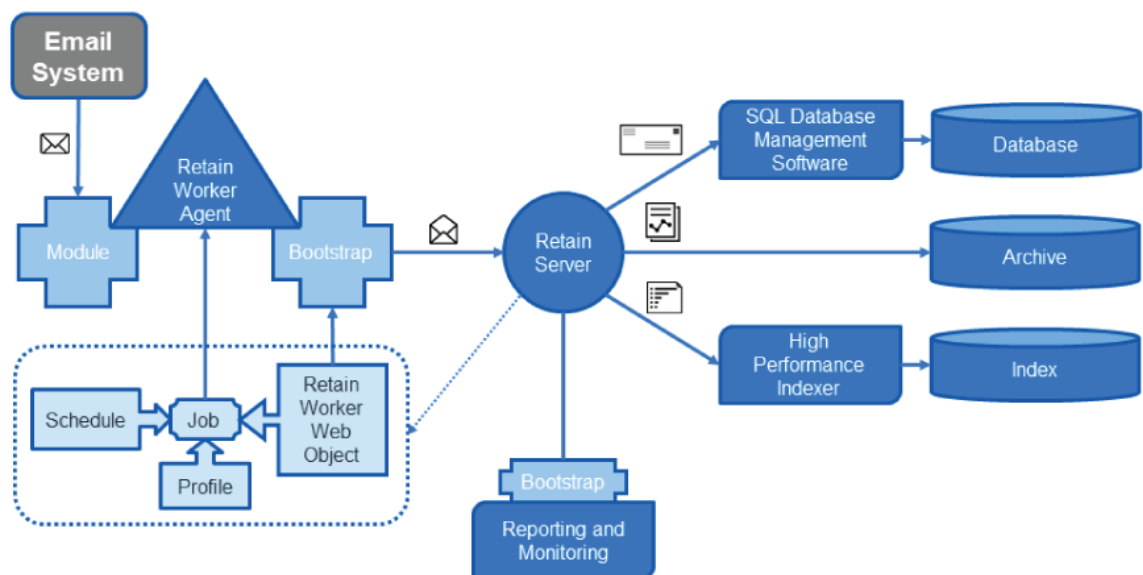 Email
System
Retain
Worker
Agent
Module
Bootstrap
Retain
Server
SQL Database
Management
Software
Database
Archive
High
Performance
Indexer
Index
Schedule
Job
Retain
Worker
Web
Object
Profile
Bootstrap
Reporting and
Monitoring